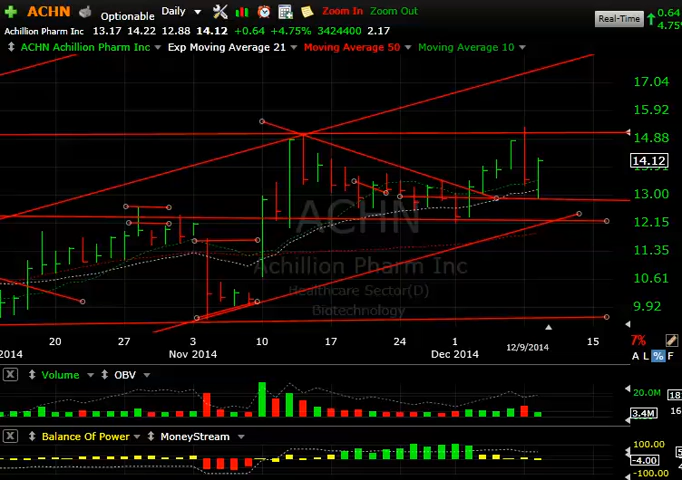 ACHN Optionable Daily Zoom In Zoom Out Real-Time 0.64
4.75%
Achillion Pharm Inc 13.17 14.22 12.88 14.12 +0.64 +4.75% 3424400 2.17
ACHN Achillion Pharm Inc Exp Moving Average 21 Moving Average 50 Moving Average 10
17.04
15.92
14.88
14.12
13.00
12.15
11.35
10.61
9.92
ACHN
Achillion Pharm Inc
Healthcare Sector(D)
Biotechnology
20 27 Nov 2014 10 17 24 Dec 2014 12/9/2014 15
2014
7%
A L % F
Volume OBV
20.0M
3.4M
Balance Of Power MoneyStream
100.00
-4.00
-100.00